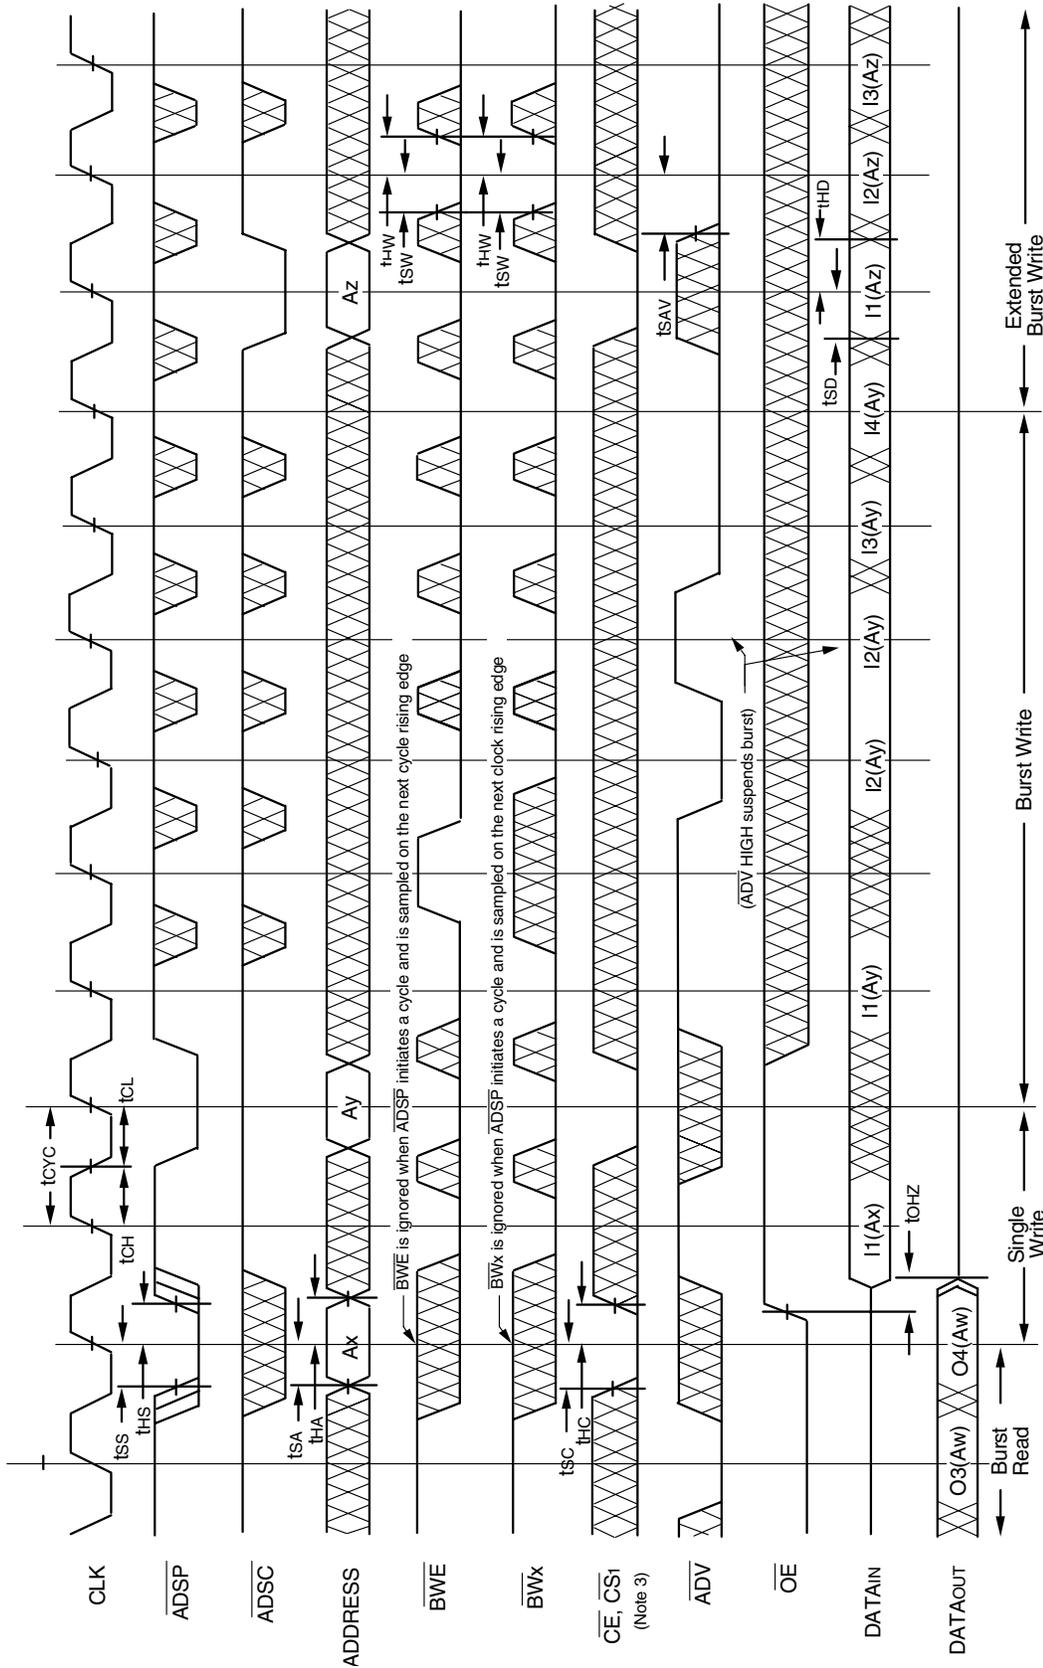 tCYC
tCH
tCL
CLK
tSS
tHS
ADSP
ADSC
tSA
tHA
ADDRESS
Ax
Ay
Az
BWE is ignored when ADSP initiates a cycle and is sampled on the next cycle rising edge
tHW
tSW
BWE
BWx is ignored when ADSP initiates a cycle and is sampled on the next clock rising edge
tHW
tSW
BWx
tSC
tHC
CE, CS1
(Note 3)
tSAV
ADV
(ADV HIGH suspends burst)
OE
tOHZ
tSD
tHD
DATAIN
I1(Ax)
I1(Ay)
I2(Ay)
I2(Ay)
I3(Ay)
I4(Ay)
I1(Az)
I2(Az)
I3(Az)
DATAOUT
O3(Aw)
O4(Aw)
Burst
Read
Single
Write
Burst Write
Extended
Burst Write